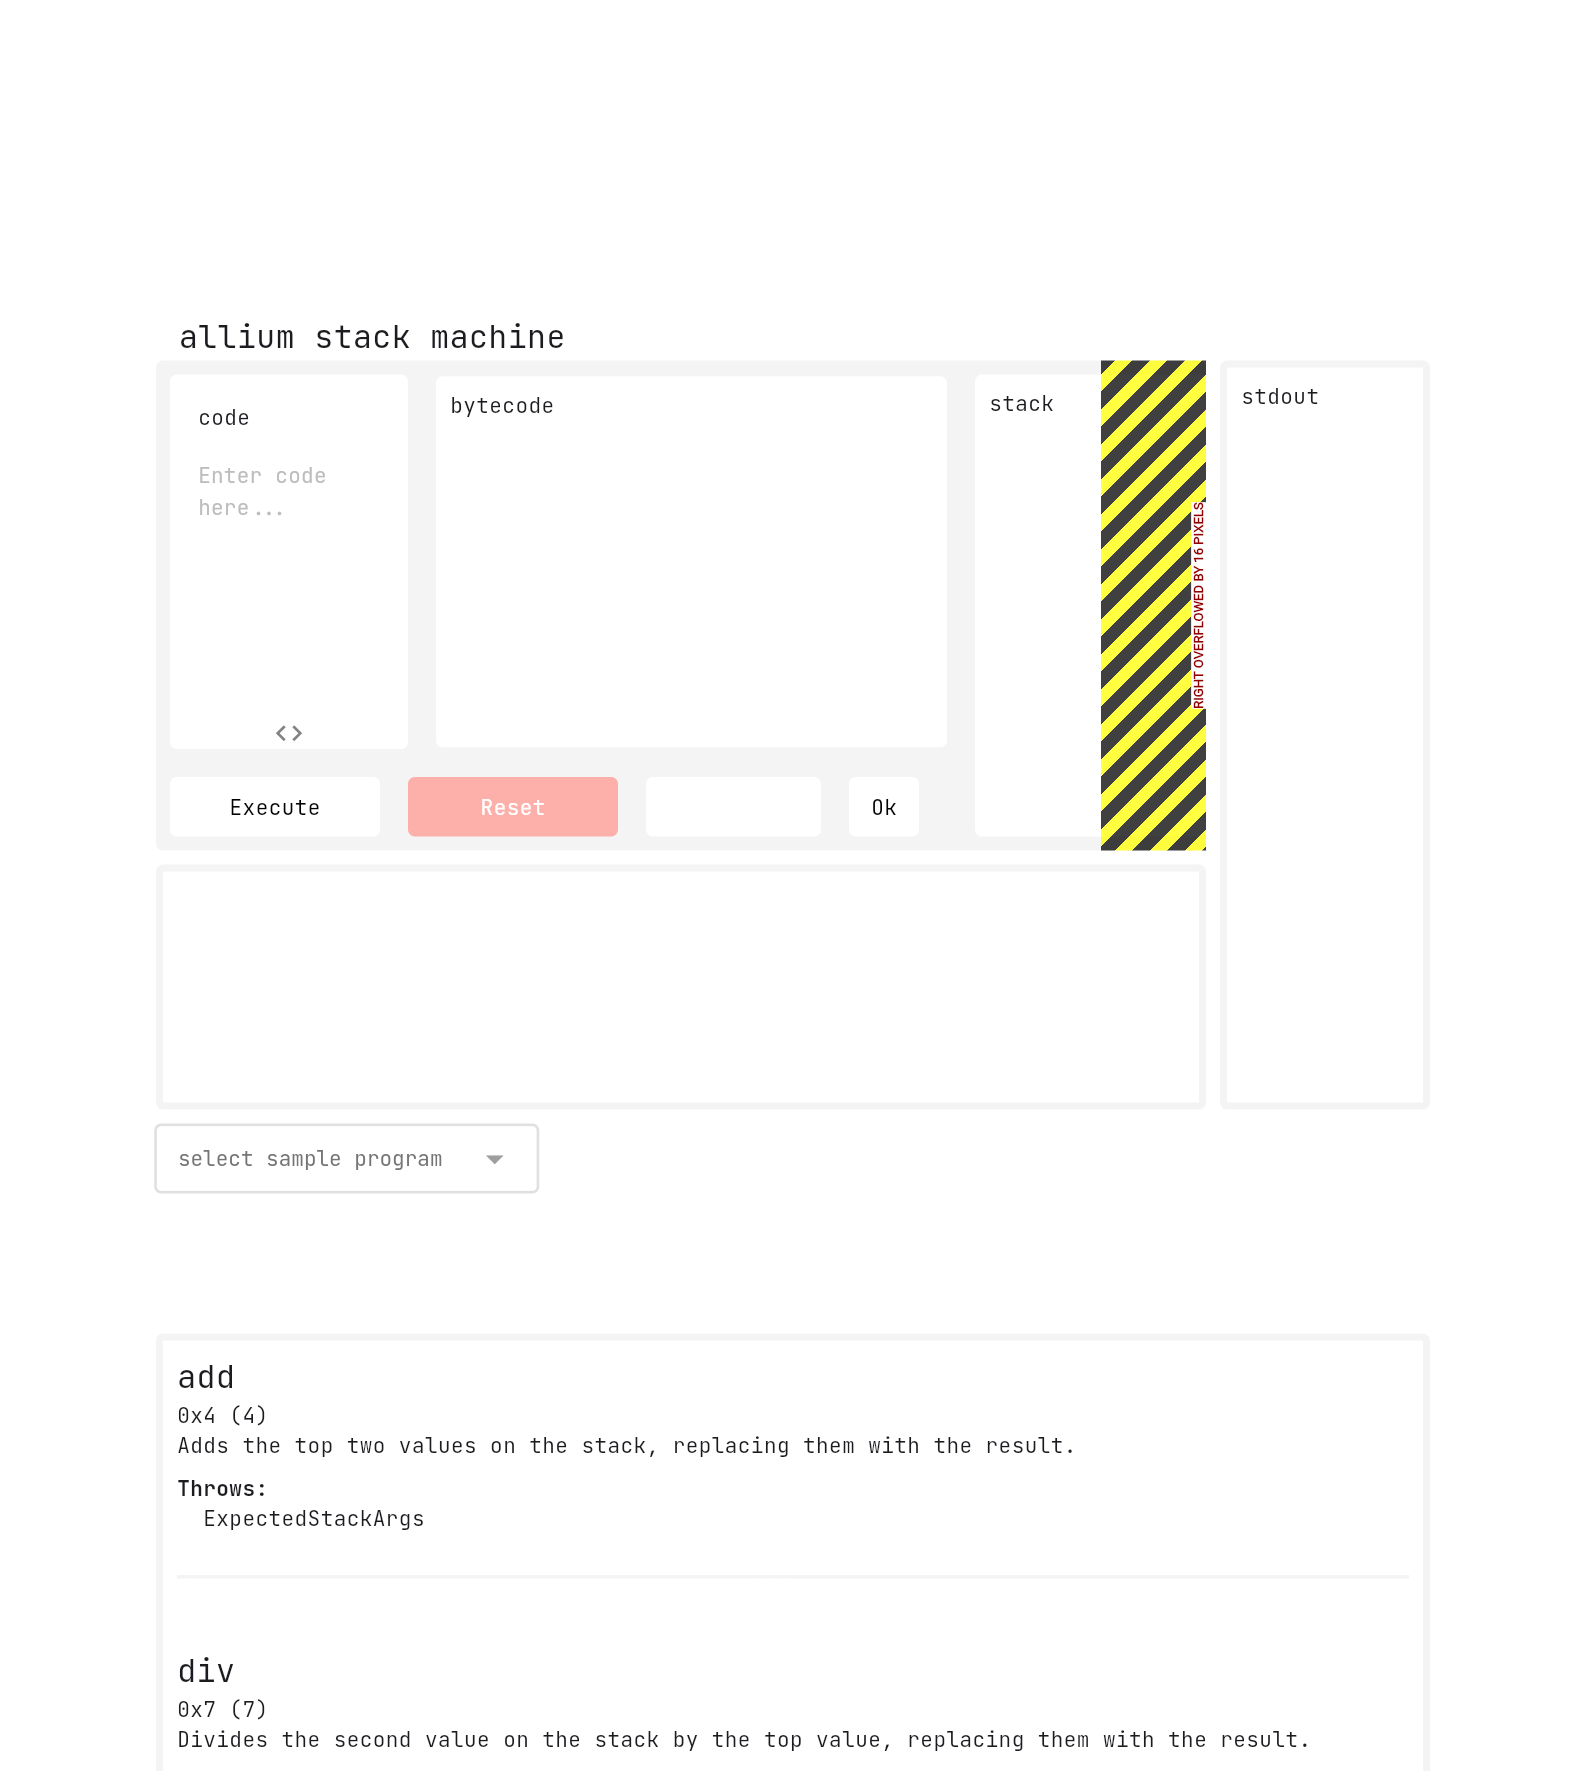 allium stack machine
code
Enter code
here...
bytecode
stack
RIGHT OVERFLOWED BY 16 PIXELS
stdout
Execute
Reset
Ok
select sample program
add
0x4 (4)
Adds the top two values on the stack, replacing them with the result.
Throws:
ExpectedStackArgs
div
0x7 (7)
Divides the second value on the stack by the top value, replacing them with the result.